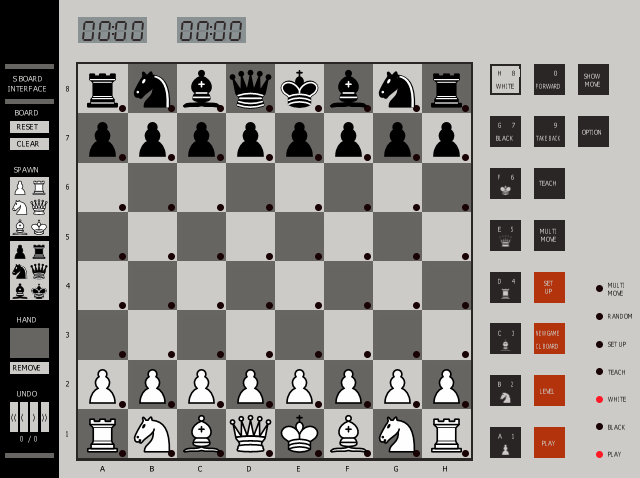 00:00 00:00
S BOARD
INTERFACE
BOARD
RESET
CLEAR
SPAWN
HAND
REMOVE
UNDO
⟨⟨ ⟨ ⟩ ⟩⟩
0 / 0
8
7
6
5
4
3
2
1
A B C D E F G H
H 8
WHITE
0
FORWARD
SHOW
MOVE
G 7
BLACK
9
TAKE BACK
OPTION
F 6
TEACH
E 5
MULTI
MOVE
D 4
SET
UP
C 3
NEW GAME
CL BOARD
B 2
LEVEL
A 1
PLAY
MULTI
MOVE
RANDOM
SET UP
TEACH
WHITE
BLACK
PLAY